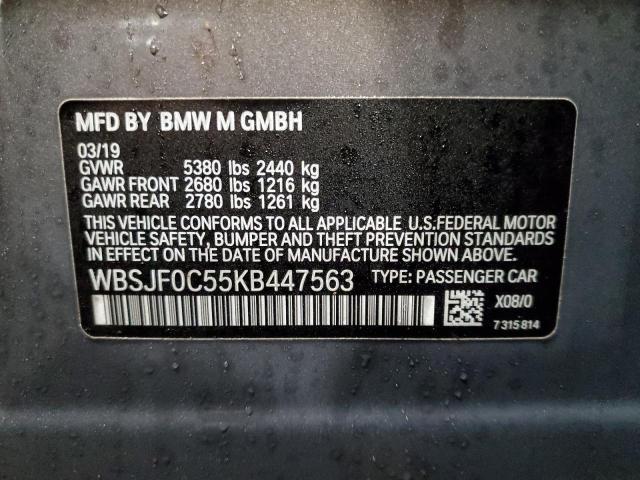 MFD BY BMW M GMBH
03/19
GVWR 5380 lbs 2440 kg
GAWR FRONT 2680 lbs 1216 kg
GAWR REAR 2780 lbs 1261 kg
THIS VEHICLE CONFORMS TO ALL APPLICABLE U.S.FEDERAL MOTOR
VEHICLE SAFETY, BUMPER AND THEFT PREVENTION STANDARDS
IN EFFECT ON THE DATE OF MANUFACTURE SHOWN ABOVE.
WBSJF0C55KB447563 TYPE: PASSENGER CAR
X08/0
7 315 814